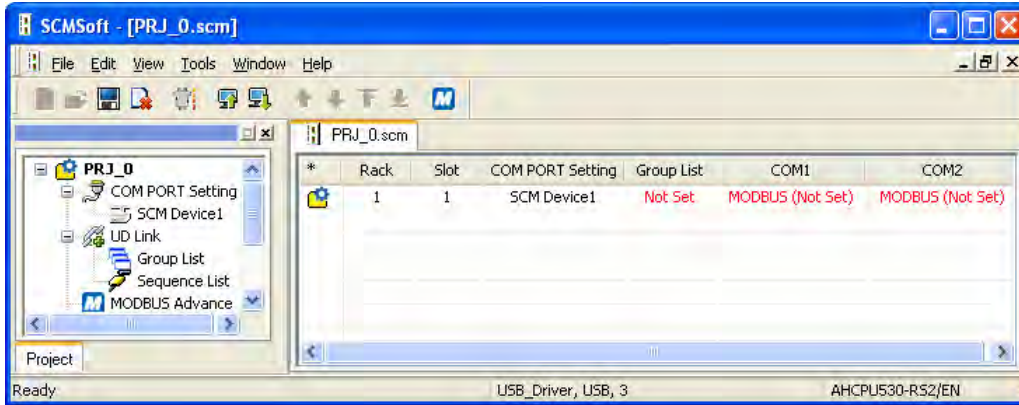 SCMSoft - [PRJ_0.scm]
File Edit View Tools Window Help
M
PRJ_0.scm
PRJ_0
COM PORT Setting
SCM Device1
UD Link
Group List
Sequence List
M MODBUS Advance
Project
* Rack Slot COM PORT Setting Group List COM1 COM2
1 1 SCM Device1 Not Set MODBUS (Not Set) MODBUS (Not Set)
Ready USB_Driver, USB, 3 AHCPU530-RS2/EN